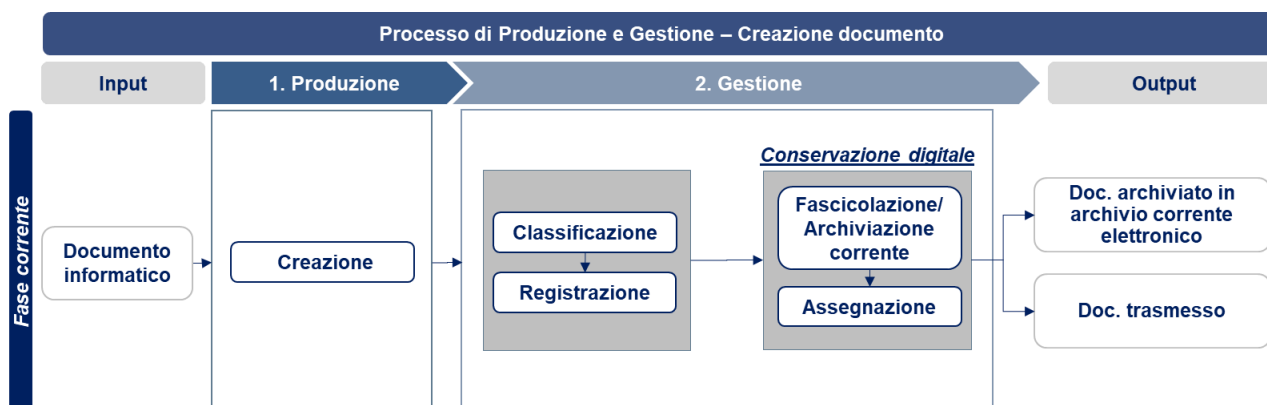 Processo di Produzione e Gestione – Creazione documento
Input
1. Produzione
2. Gestione
Output
Fase corrente
Documento
informatico
Creazione
Classificazione
Registrazione
Conservazione digitale
Fascicolazione/
Archiviazione
corrente
Assegnazione
Doc. archiviato in
archivio corrente
elettronico
Doc. trasmesso